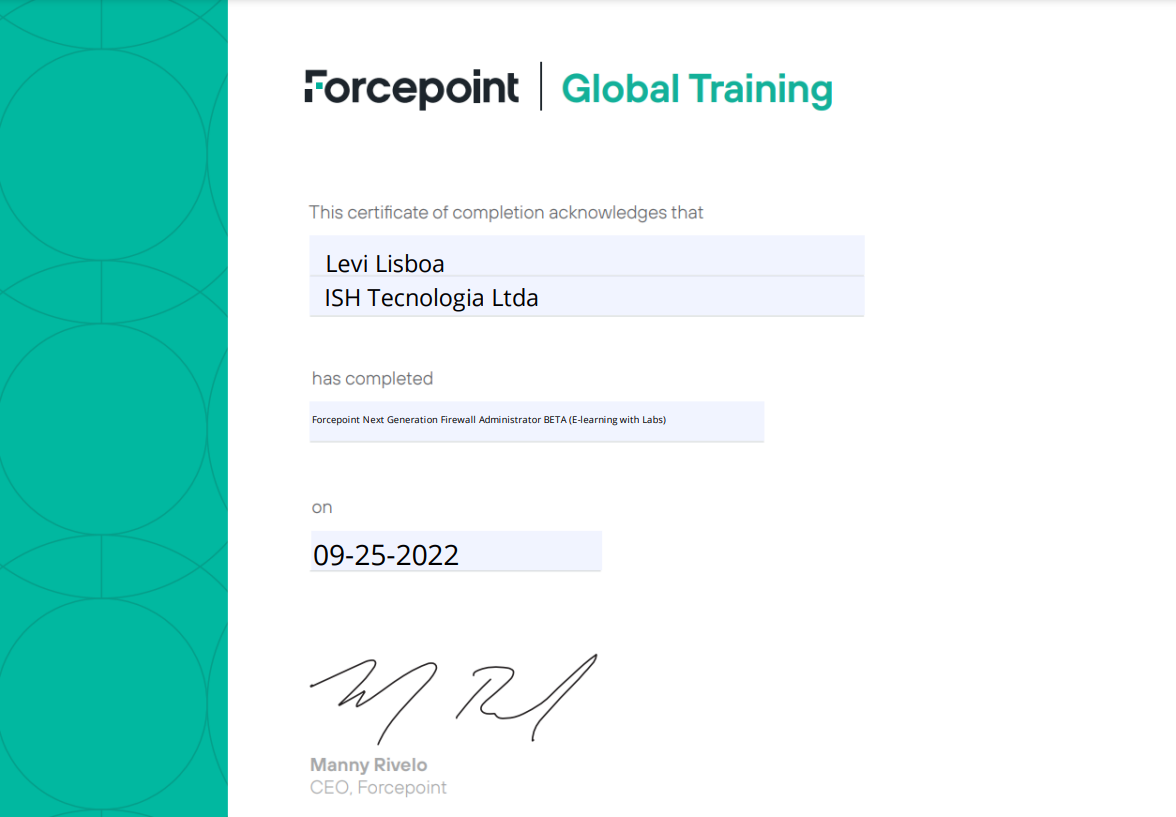 Forcepoint | Global Training
This certificate of completion acknowledges that
Levi Lisboa
ISH Tecnologia Ltda
has completed
Forcepoint Next Generation Firewall Administrator BETA (E-learning with Labs)
on
09-25-2022
Manny Rivelo
CEO, Forcepoint